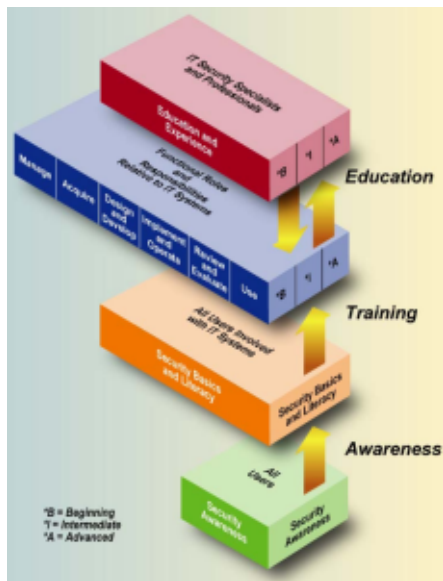 IT Security Specialists
and Professionals
Education and
Experience
*B
*I
*A
Education
Functional Roles
and
Responsibilities
Relative to IT Systems
Manage
Acquire
Design
and
Develop
Implement
and
Operate
Review
and
Evaluate
Use
*B
*I
*A
Training
All Users Involved
with IT Systems
Security Basics
and Literacy
Security Basics
and Literacy
Awareness
All
Users
Security
Awareness
Security
Awareness
*B = Beginning
*I = Intermediate
*A = Advanced